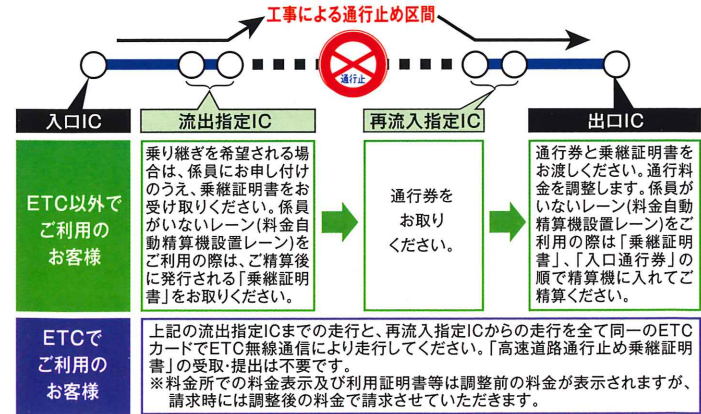 工事による通行止め区間
通行止
入口IC
流出指定IC
再流入指定IC
出口IC
ETC以外で
ご利用の
お客様
乗り継ぎを希望される場
合は、係員にお申し付け
のうえ、乗継証明書をお
受け取りください。係員
がいないレーン(料金自
動精算機設置レーン)を
ご利用の際は、ご精算後
に発行される「乗継証明
書」をお取りください。
通行券を
お取り
ください。
通行券と乗継証明書を
お渡しください。通行料
金を調整します。係員が
いないレーン(料金自動
精算機設置レーン)をご
利用の際は「乗継証明
書」、「入口通行券」の
順で精算機に入れてご
精算ください。
ETCで
ご利用の
お客様
上記の流出指定ICまでの走行と、再流入指定ICからの走行を全て同一のETC
カードでETC無線通信により走行してください。「高速道路通行止め乗継証明
書」の受取・提出は不要です。
※料金所での料金表示及び利用証明書等は調整前の料金が表示されますが、
請求時には調整後の料金で請求させていただきます。